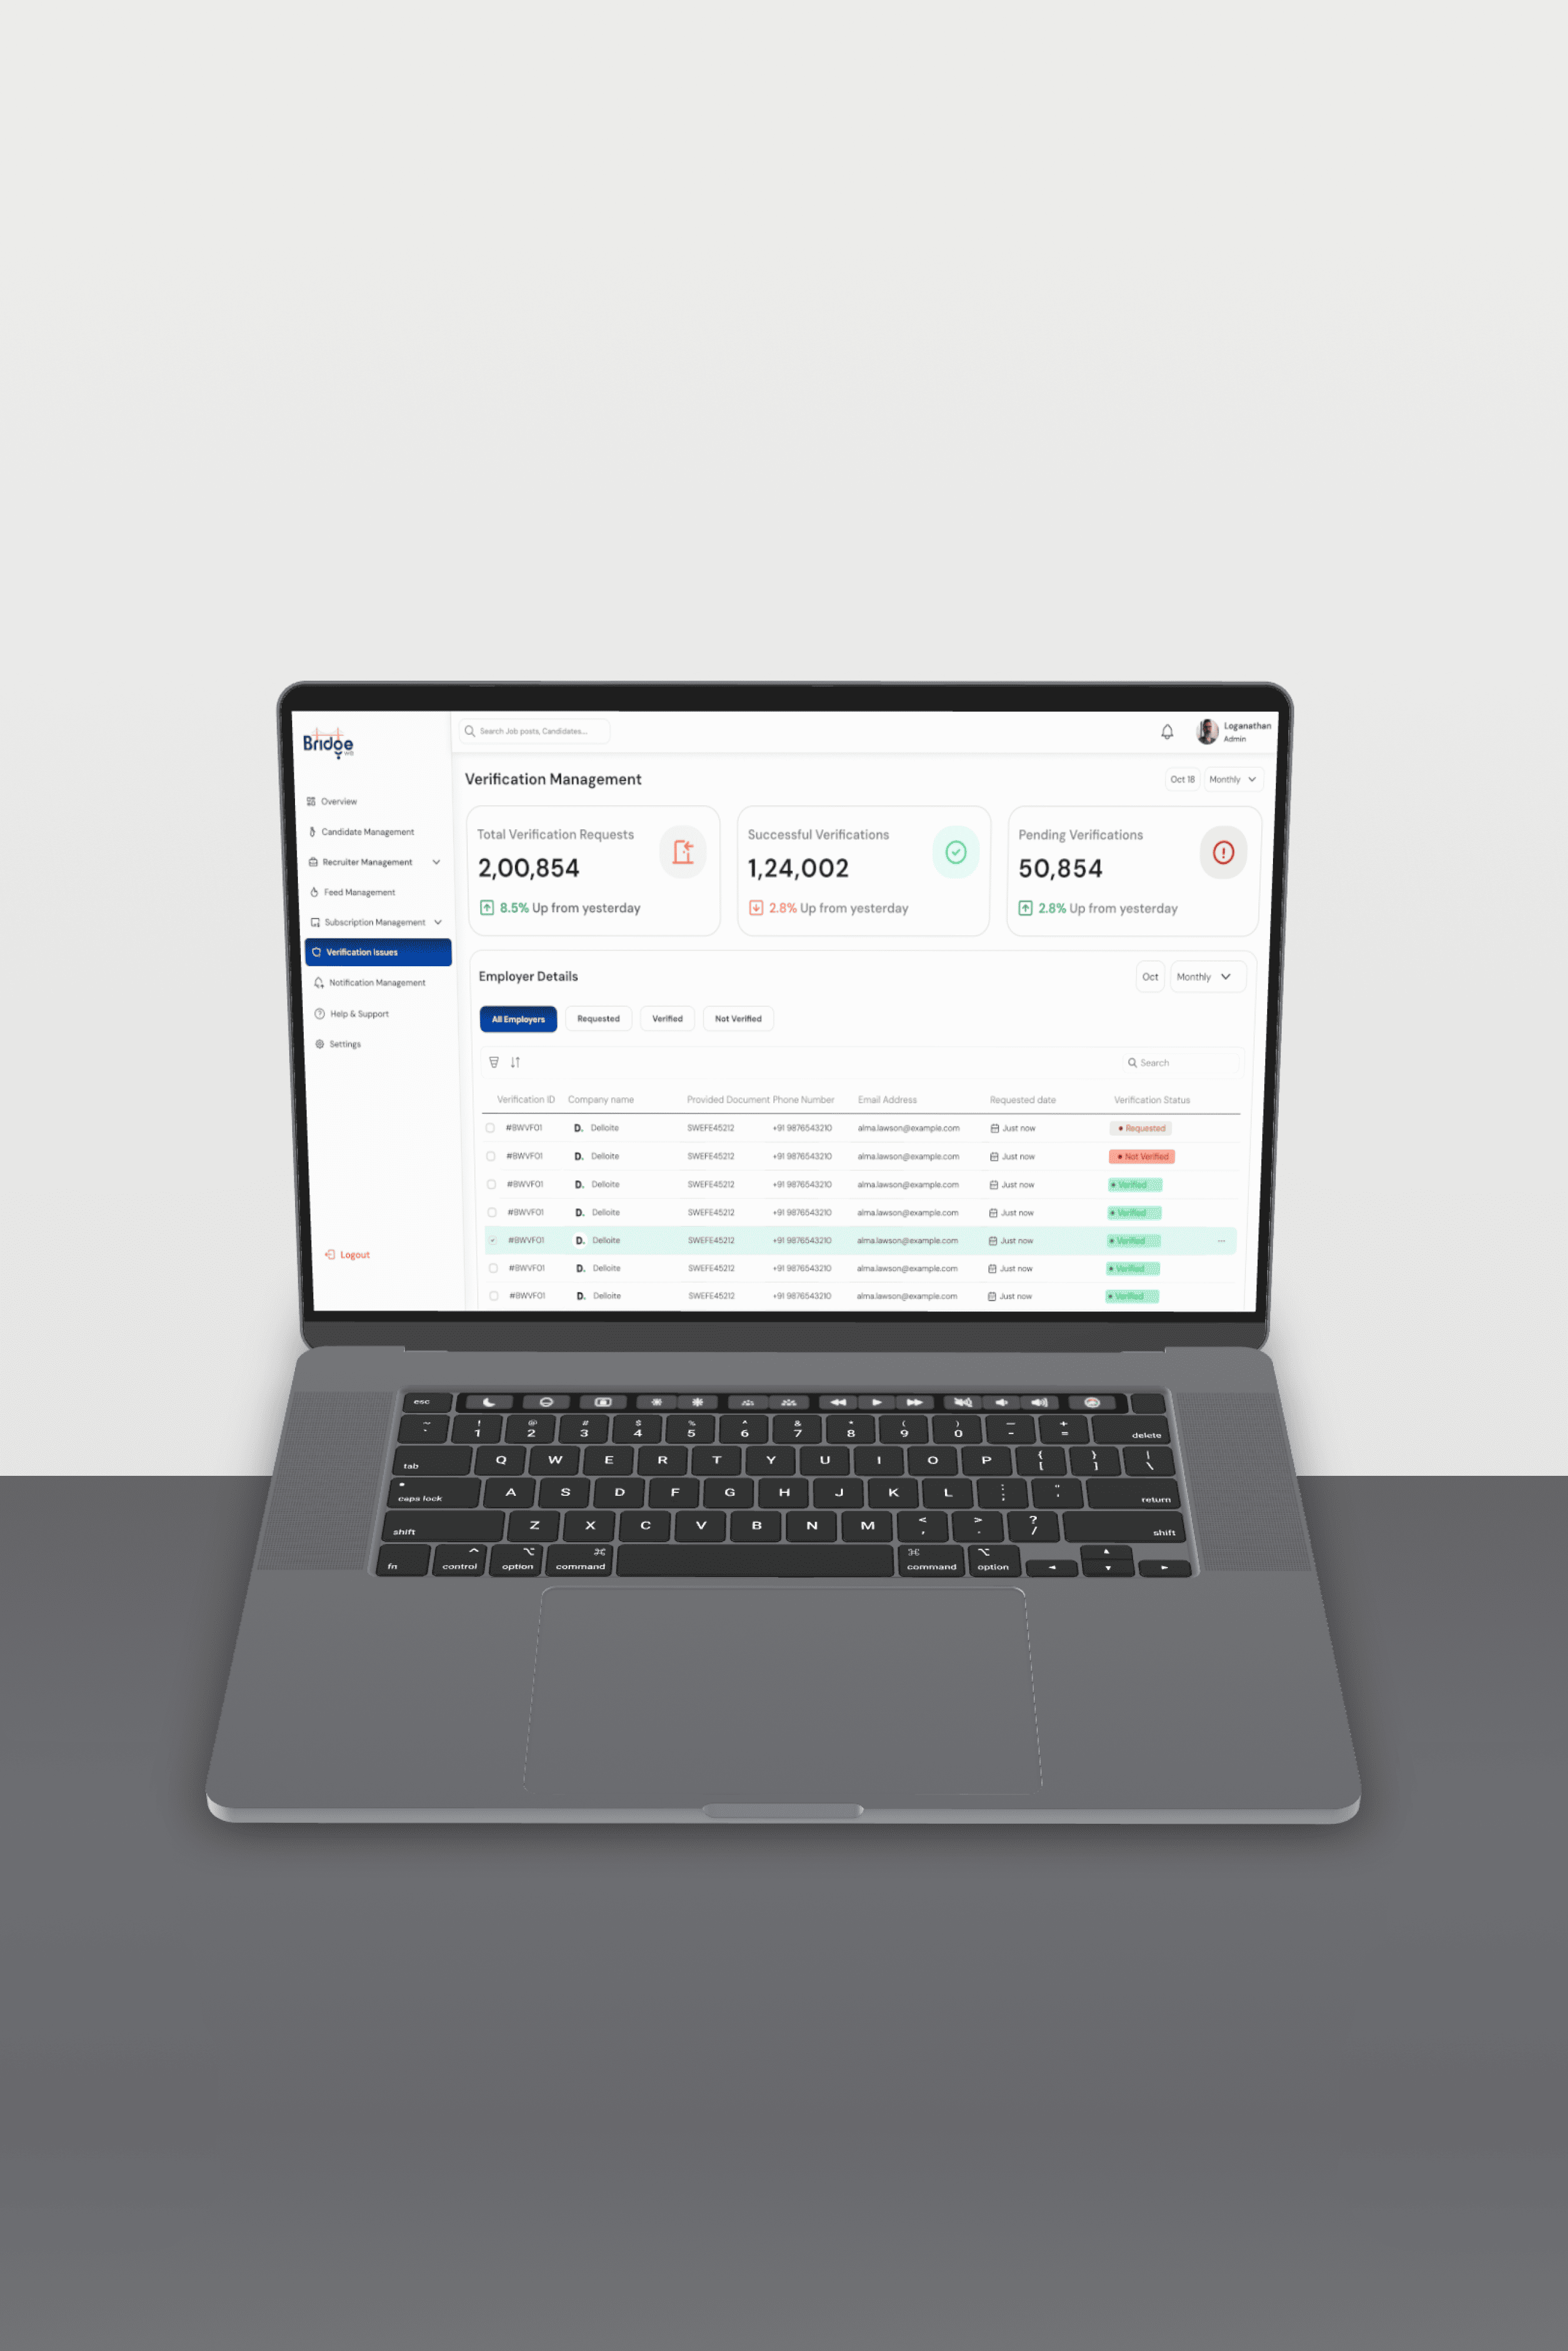 Bridge
Search Job posts, Candidates...
Loganathan
Admin
Overview
Candidate Management
Recruiter Management
Feed Management
Subscription Management
Verification Issues
Notification Management
Help & Support
Settings
Logout
Verification Management
Oct 18 Monthly
Total Verification Requests
2,00,854
8.5% Up from yesterday
Successful Verifications
1,24,002
2.8% Up from yesterday
Pending Verifications
50,854
2.8% Up from yesterday
Employer Details
Oct Monthly
All Employers Requested Verified Not Verified
Search
Verification ID Company name Provided Document Phone Number Email Address Requested date Verification Status
#BWVF01 D. Delloite SWEFE45212 +91 9876543210 alma.lawson@example.com Just now Requested
#BWVF01 D. Delloite SWEFE45212 +91 9876543210 alma.lawson@example.com Just now Not Verified
#BWVF01 D. Delloite SWEFE45212 +91 9876543210 alma.lawson@example.com Just now Verified
#BWVF01 D. Delloite SWEFE45212 +91 9876543210 alma.lawson@example.com Just now Verified
#BWVF01 D. Delloite SWEFE45212 +91 9876543210 alma.lawson@example.com Just now Verified ...
#BWVF01 D. Delloite SWEFE45212 +91 9876543210 alma.lawson@example.com Just now Verified
#BWVF01 D. Delloite SWEFE45212 +91 9876543210 alma.lawson@example.com Just now Verified
esc
~ ! @ # $ % ^ & * ( ) — +
` 1 2 3 4 5 6 7 8 9 0 - = delete
tab Q W E R T Y U I O P { [ } ] | \
caps lock A S D F G H J K L : ; " ' return
shift Z X C V B N M < , > . ? / shift
fn control option command command option